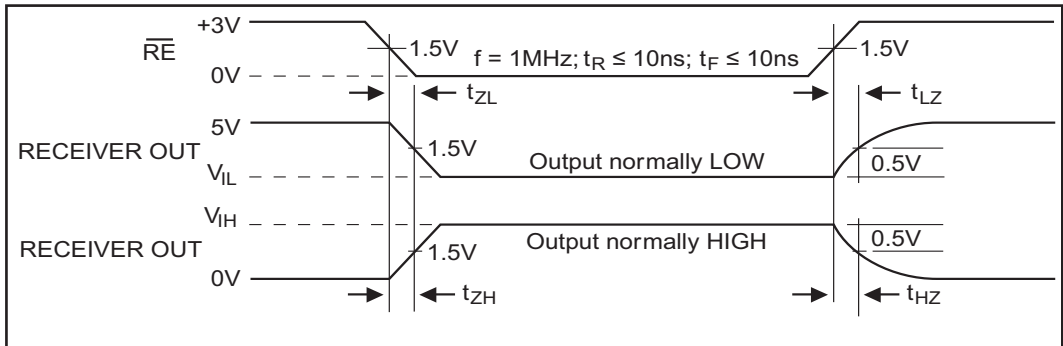 +3V
RE
1.5V
f = 1MHz; tR ≤ 10ns; tF ≤ 10ns
1.5V
0V
tZL
tLZ
5V
RECEIVER OUT
1.5V
Output normally LOW
0.5V
VIL
VIH
RECEIVER OUT
1.5V
Output normally HIGH
0.5V
0V
tZH
tHZ